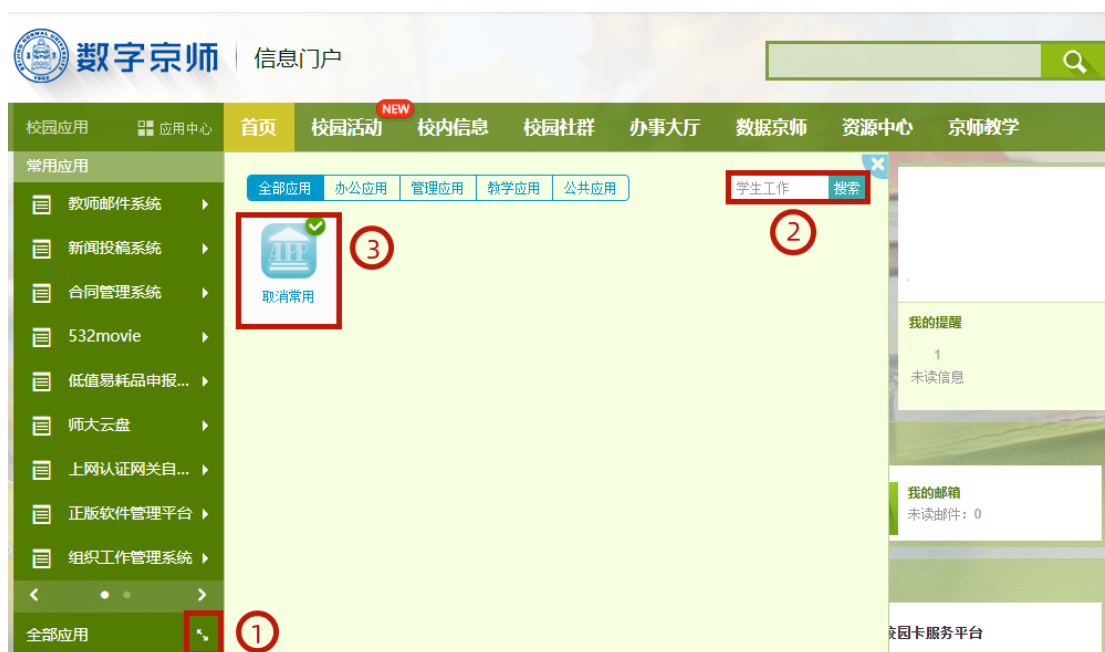 数字京师
信息门户
校园应用
应用中心
首页
校园活动
NEW
校内信息
校园社群
办事大厅
数据京师
资源中心
京师教学
常用应用
教师邮件系统
新闻投稿系统
合同管理系统
532movie
低值易耗品申报...
师大云盘
上网认证网关自...
正版软件管理平台
组织工作管理系统
全部应用
①
全部应用
办公应用
管理应用
教学应用
公共应用
学生工作
搜索
②
③
取消常用
我的提醒
1
未读信息
我的邮箱
未读邮件：0
校园卡服务平台